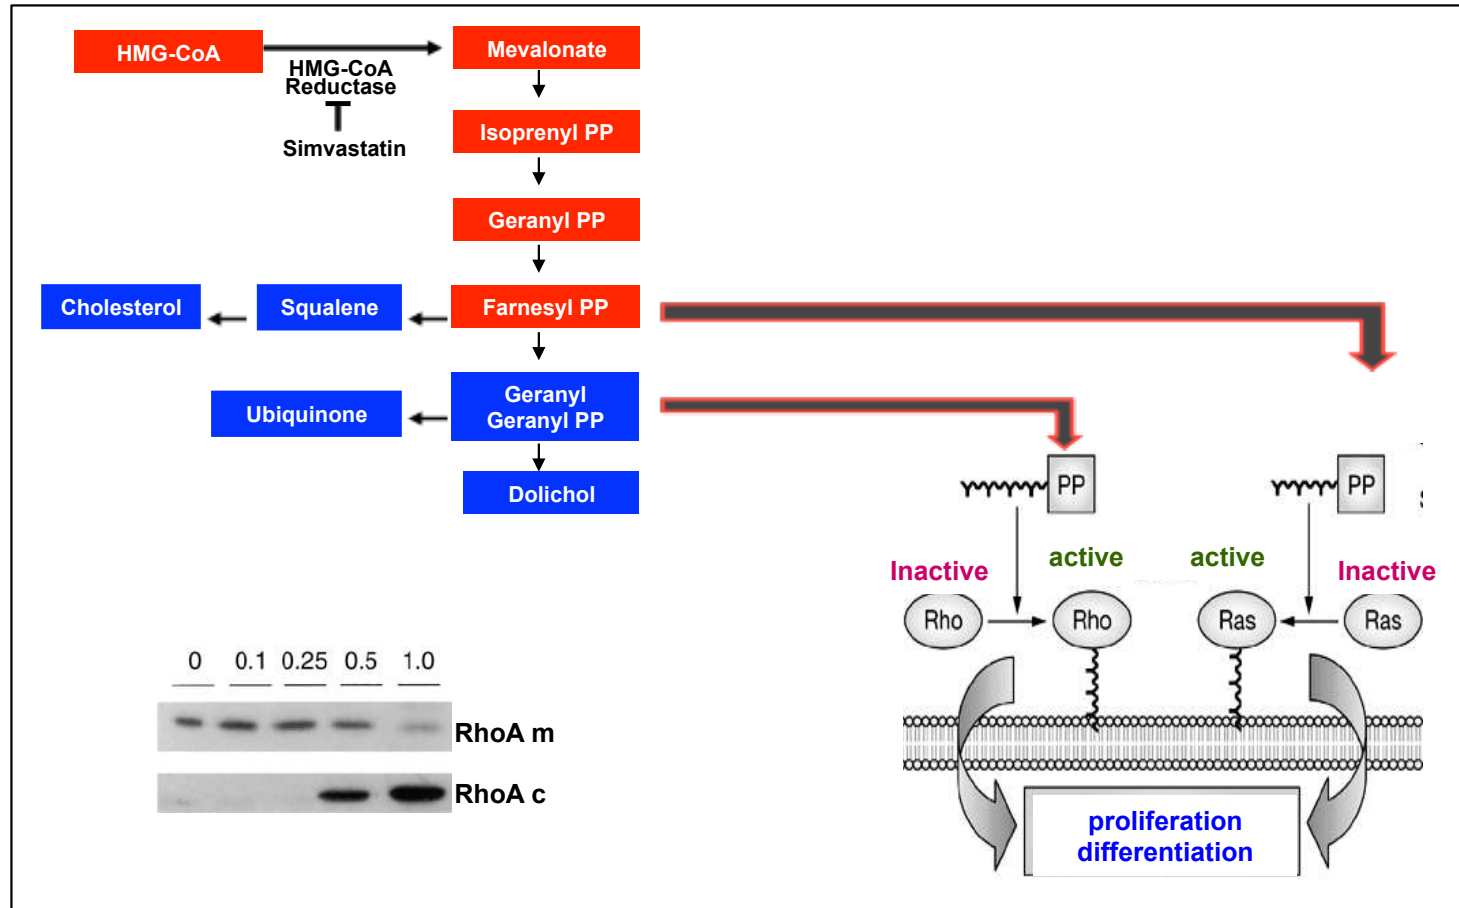 HMG-CoA
Mevalonate
HMG-CoA
Reductase
Simvastatin
Isoprenyl PP
Geranyl PP
Cholesterol
Squalene
Farnesyl PP
Ubiquinone
Geranyl
Geranyl PP
Dolichol
PP
PP
Inactive
active
active
Inactive
Rho
Rho
Ras
Ras
0 0.1 0.25 0.5 1.0
RhoA m
RhoA c
proliferation
differentiation